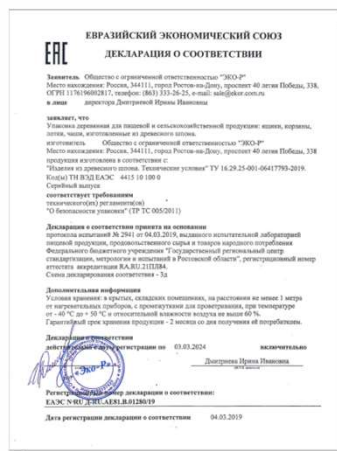 ЕВРАЗИЙСКИЙ ЭКОНОМИЧЕСКИЙ СОЮЗ
ЕАС
ДЕКЛАРАЦИЯ О СООТВЕТСТВИИ
Заявитель Общество с ограниченной ответственностью "ЭКО-Р"
Место нахождения: Россия, 344111, город Ростов-на-Дону, проспект 40 летия Победы, 338,
ОГРН 1176196002817, телефон: (863) 333-26-25, e-mail: sale@ekor.com.ru
в лице директора Дмитриевой Ирины Ивановны
заявляет, что
Упаковка деревянная для пищевой и сельскохозяйственной продукции: ящики, корзины,
лотки, чаши, изготовленные из древесного шпона.
изготовитель Общество с ограниченной ответственностью "ЭКО-Р"
Место нахождения: Россия, 344111, город Ростов-на-Дону, проспект 40 летия Победы, 338
продукция изготовлена в соответствии с:
"Изделия из древесного шпона. Технические условия" ТУ 16.29.25-001-06417793-2019.
Код(ы) ТН ВЭД ЕАЭС 4415 10 100 0
Серийный выпуск
соответствует требованиям
технического(их) регламента(ов)
"О безопасности упаковки" (ТР ТС 005/2011)
Декларация о соответствии принята на основании
протокола испытаний № 2941 от 04.03.2019, выданного испытательной лабораторией
пищевой продукции, продовольственного сырья и товаров народного потребления
Федерального бюджетного учреждения "Государственный региональный центр
стандартизации, метрологии и испытаний в Ростовской области", регистрационный номер
аттестата аккредитации RA.RU.21ПЛ84.
Схема декларирования соответствия - 3д
Дополнительная информация
Условия хранения: в крытых, складских помещениях, на расстоянии не менее 1 метра
от нагревательных приборов, с промежутками для проветривания, при температуре
от - 40 °С до + 50 °С и относительной влажности воздуха не выше 60 %.
Гарантийный срок хранения продукции - 2 месяца со дня получения её потребителем.
Декларация о соответствии
действительна с даты регистрации по 03.03.2024 включительно
Дмитриева Ирина Ивановна
«Эко-Р»
Регистрационный номер декларации о соответствии:
ЕАЭС N RU Д-RU.АЕ81.В.01280/19
Дата регистрации декларации о соответствии 04.03.2019